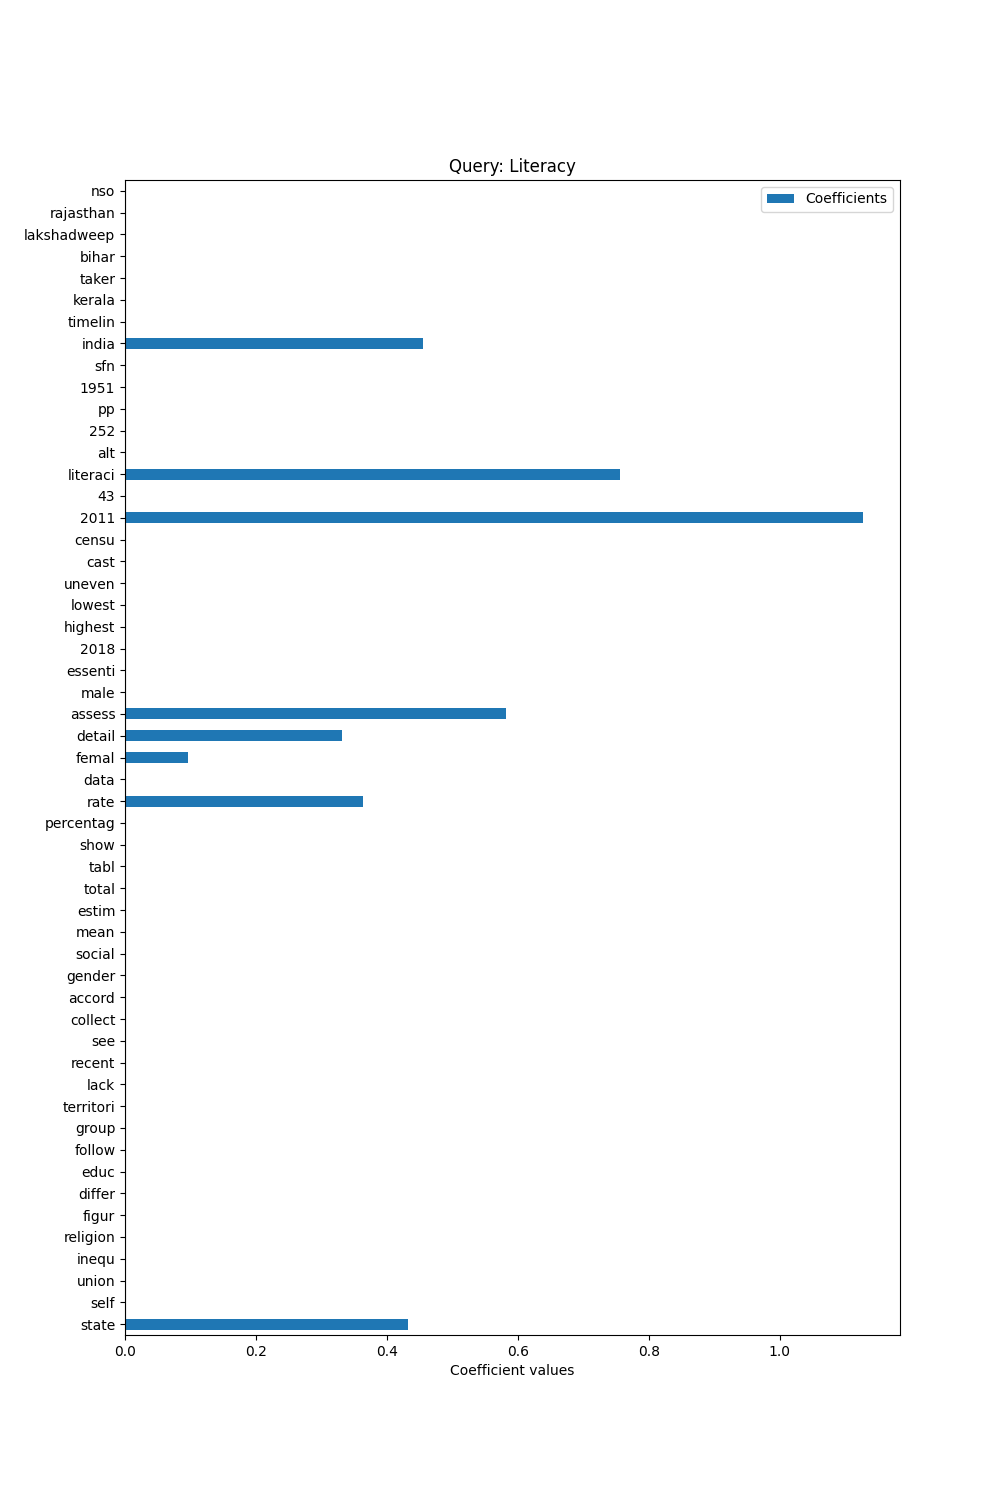 Query: Literacy
Coefficients
nso
rajasthan
lakshadweep
bihar
taker
kerala
timelin
india
sfn
1951
pp
252
alt
literaci
43
2011
censu
cast
uneven
lowest
highest
2018
essenti
male
assess
detail
femal
data
rate
percentag
show
tabl
total
estim
mean
social
gender
accord
collect
see
recent
lack
territori
group
follow
educ
differ
figur
religion
inequ
union
self
state
0.0 0.2 0.4 0.6 0.8 1.0
Coefficient values